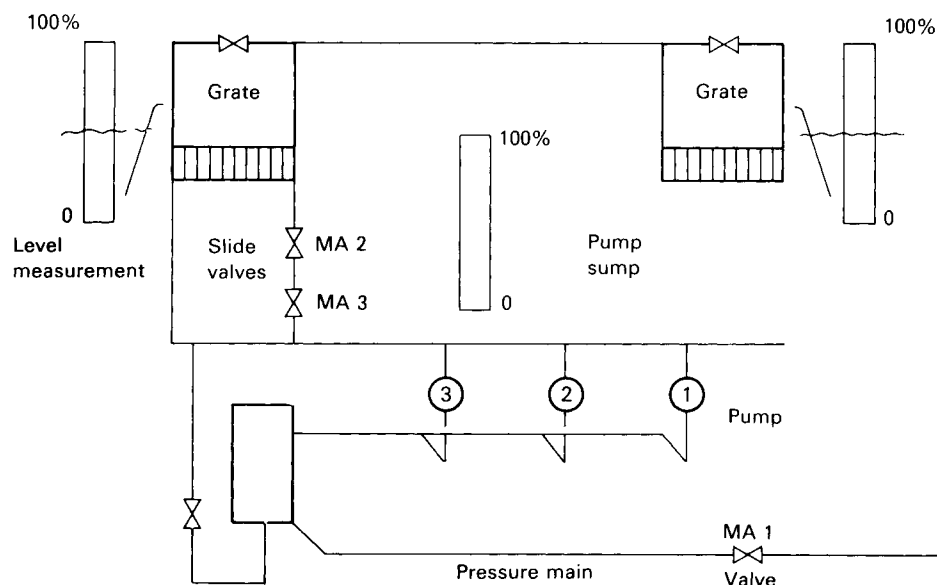 100%
100%
Grate
Grate
100%
0
0
Level
measurement
Slide
valves
MA 2
MA 3
0
Pump
sump
3
2
1
Pump
MA 1
Pressure main
Valve